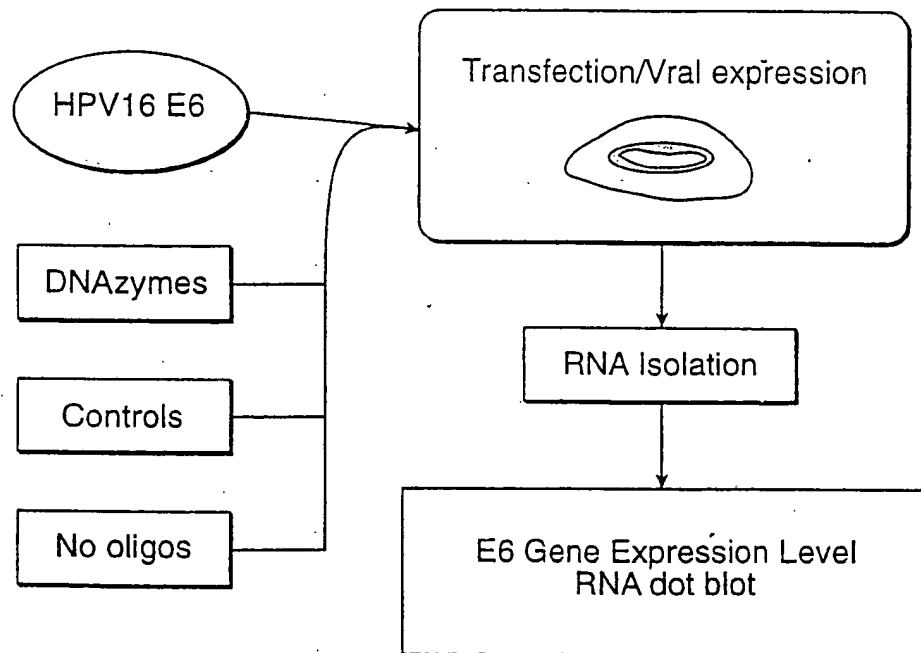 HPV16 E6
Transfection/Vral expression
DNAzymes
RNA Isolation
Controls
No oligos
E6 Gene Expression Level
RNA dot blot